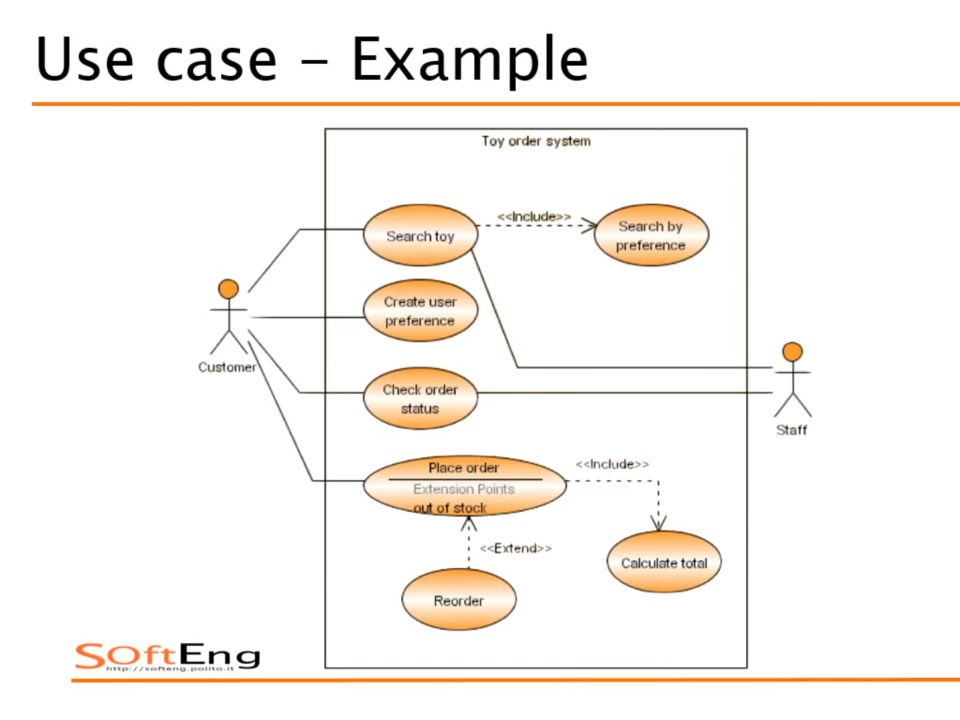 Use case – Example
Toy order system
Search toy
<<Include>>
Search by
preference
Create user
preference
Customer
Check order
status
Staff
Place order
Extension Points
out of stock
<<Include>>
<<Extend>>
Calculate total
Reorder
SOftEng
http://softeng.polito.it